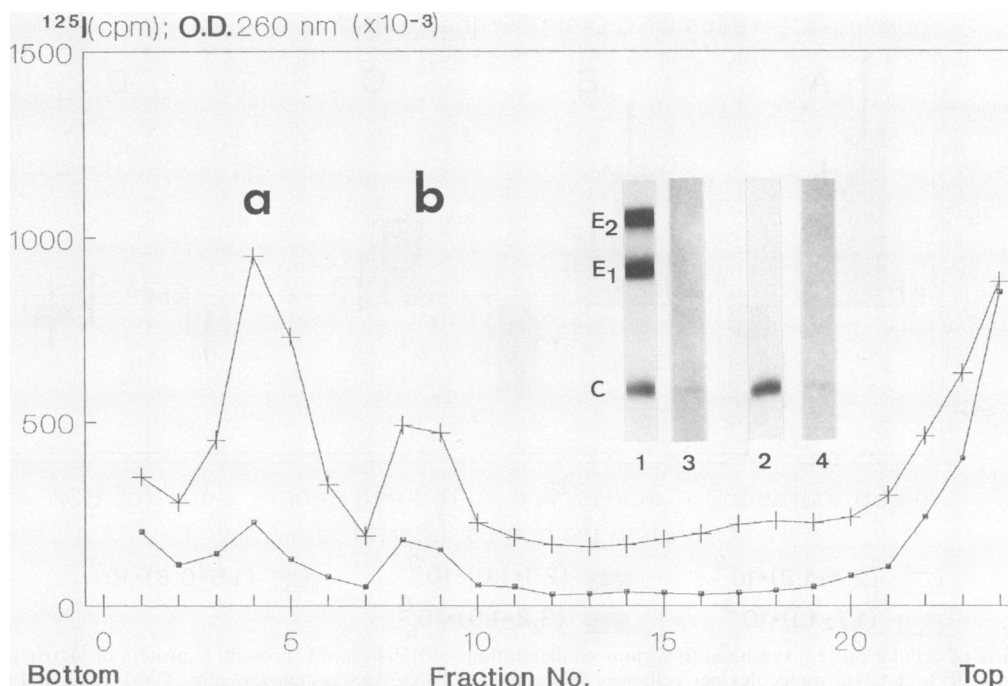 ¹²⁵I(cpm); O.D. 260 nm (x10⁻³)
1500
a
b
1000
500
0
E₂
E₁
C
1 3 2 4
0 5 10 15 20
Bottom Fraction No. Top